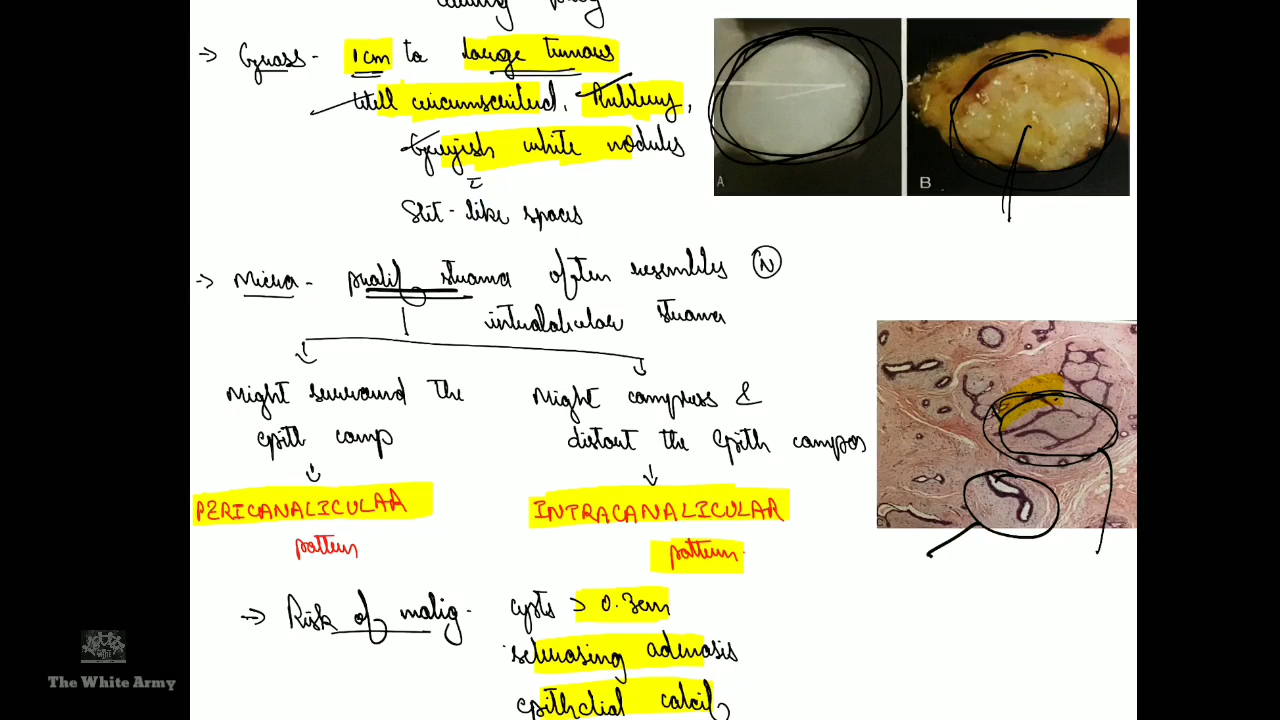 → Gross - 1cm to large tumours
Well circumscribed, Rubbery,
Greyish white nodules
=
Slit-like spaces
→ Micro - prolif stroma often resembles N
intralobular stroma
Might surround the
epith comp
Might compress &
distort the Epith compos
PERICANALICULAR
pattern
INTRACANALICULAR
pattern
→ Risk of malig - cysts > 0.3cm
sclerosing adenosis
epithelial calcif
A
B
The White Army